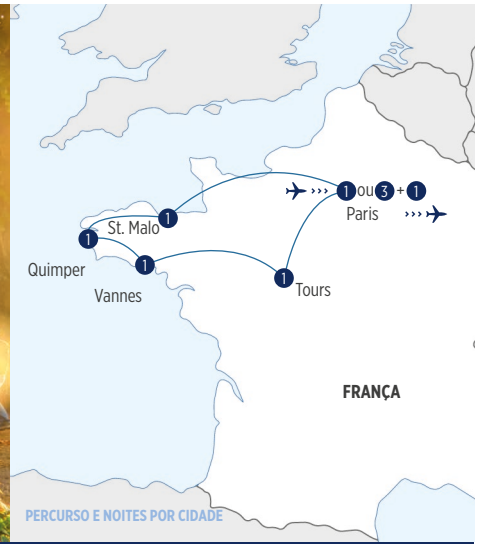 1 ou 3 + 1
Paris
1
St. Malo
1
Quimper
1
Vannes
1
Tours
FRANÇA
PERCURSO E NOITES POR CIDADE